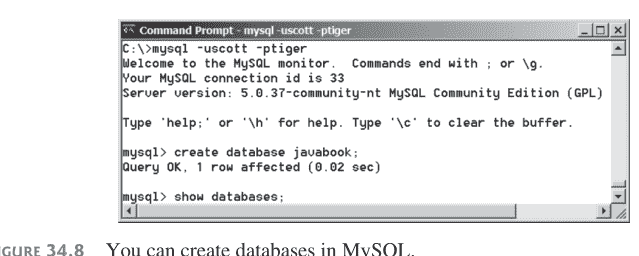 Command Prompt - mysql -uscott -ptiger
C:\>mysql -uscott -ptiger
Welcome to the MySQL monitor.  Commands end with ; or \g.
Your MySQL connection id is 33
Server version: 5.0.37-community-nt MySQL Community Edition (GPL)
Type 'help;' or '\h' for help. Type '\c' to clear the buffer.
mysql> create database javabook;
Query OK, 1 row affected (0.02 sec)
mysql> show databases;
IGURE 34.8 You can create databases in MySQL.